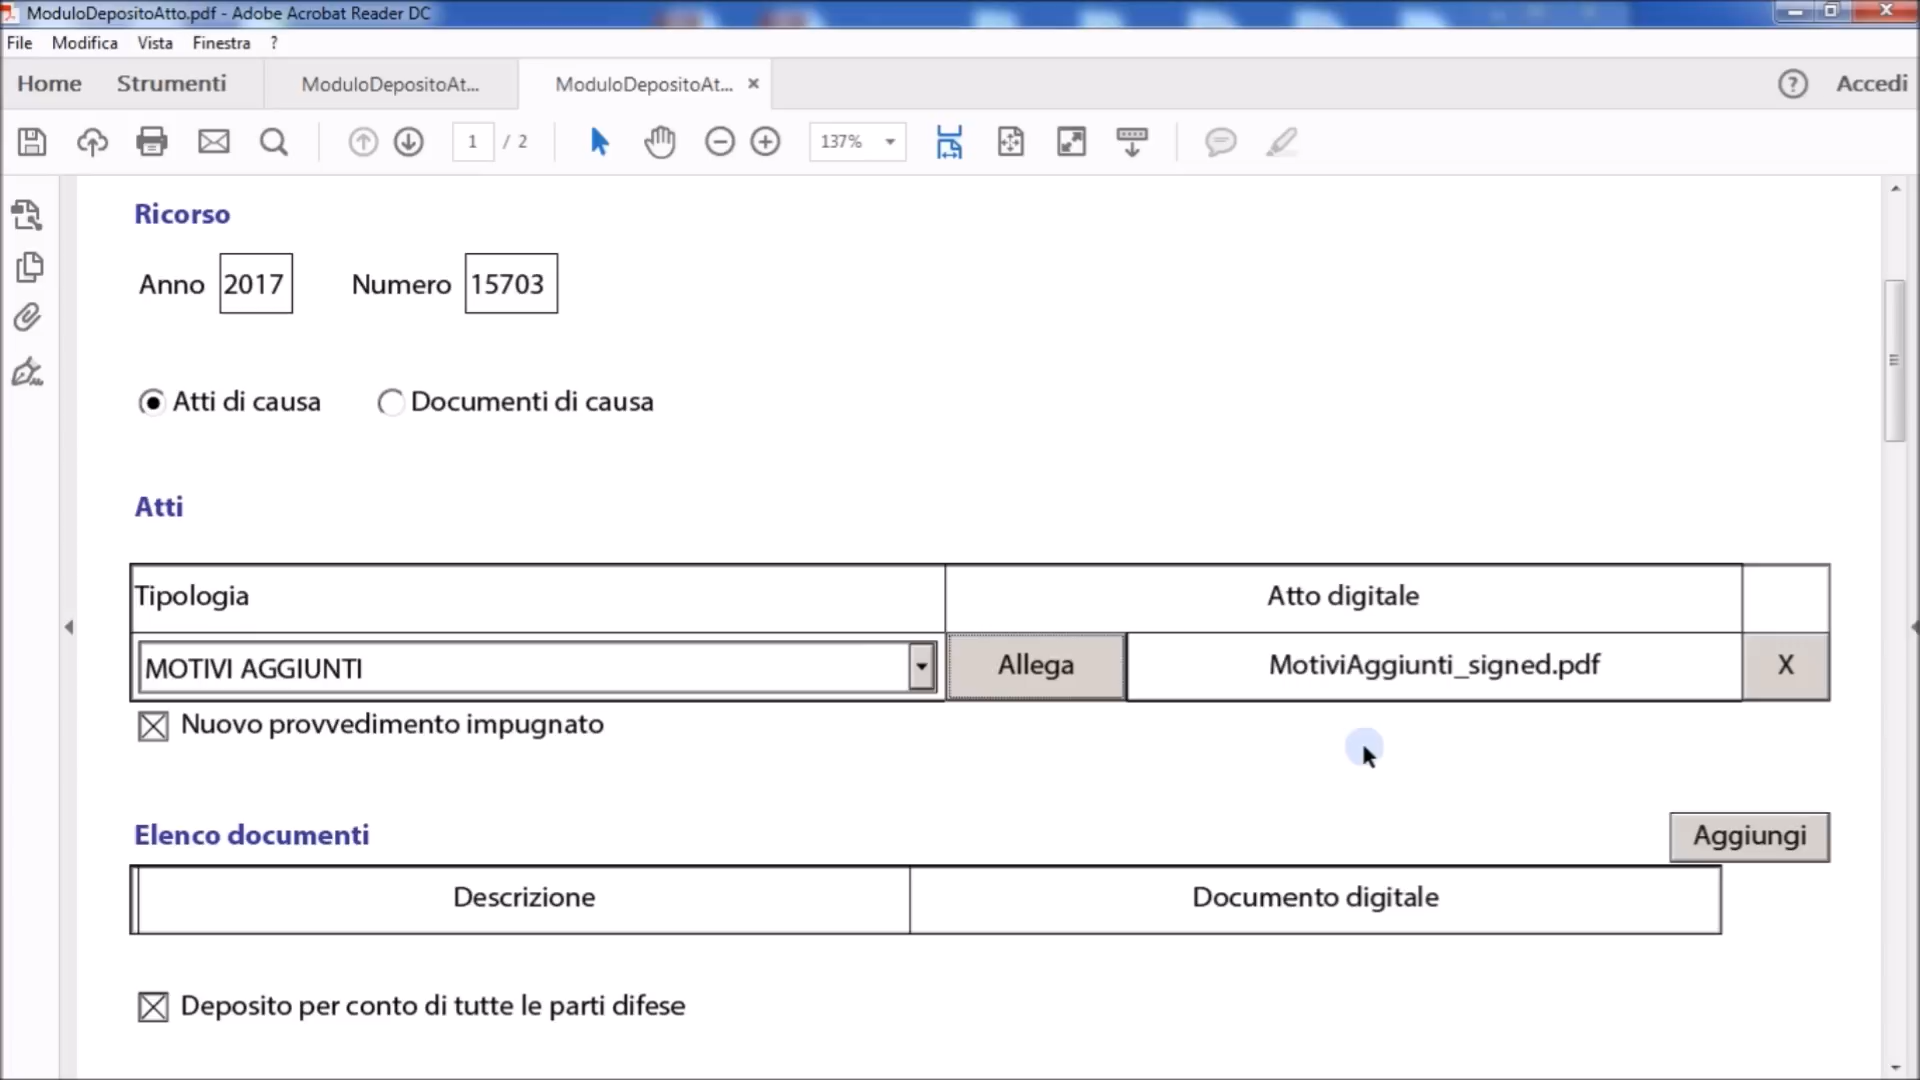 ModuloDepositoAtto.pdf - Adobe Acrobat Reader DC
File Modifica Vista Finestra ?
Home Strumenti ModuloDepositoAt... ModuloDepositoAt... × ? Accedi
1 / 2 137%
Ricorso
Anno 2017 Numero 15703
Atti di causa Documenti di causa
Atti
Tipologia Atto digitale
MOTIVI AGGIUNTI Allega MotiviAggiunti_signed.pdf X
Nuovo provvedimento impugnato
Elenco documenti Aggiungi
Descrizione Documento digitale
Deposito per conto di tutte le parti difese